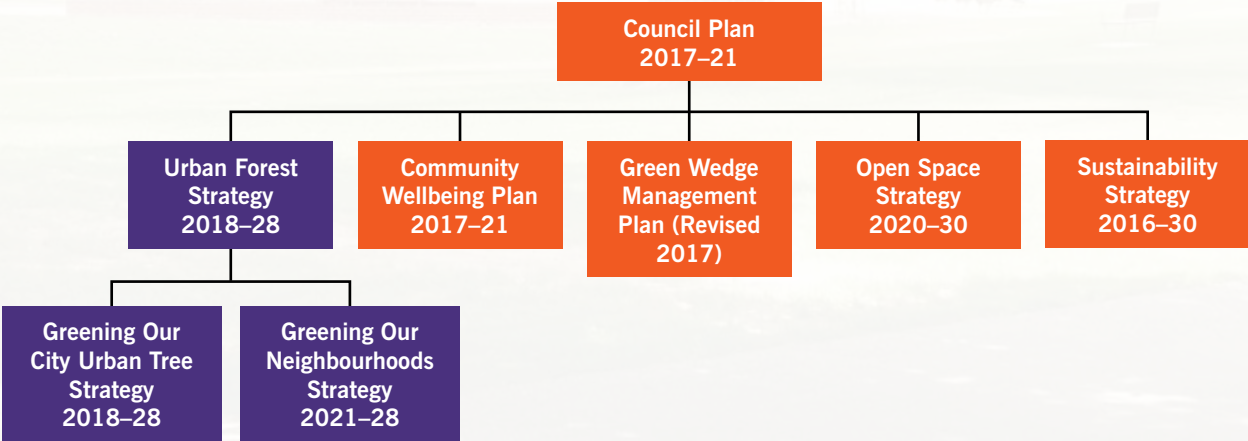 Council Plan
2017–21
Urban Forest
Strategy
2018–28
Community
Wellbeing Plan
2017–21
Green Wedge
Management
Plan (Revised
2017)
Open Space
Strategy
2020–30
Sustainability
Strategy
2016–30
Greening Our
City Urban Tree
Strategy
2018–28
Greening Our
Neighbourhoods
Strategy
2021–28